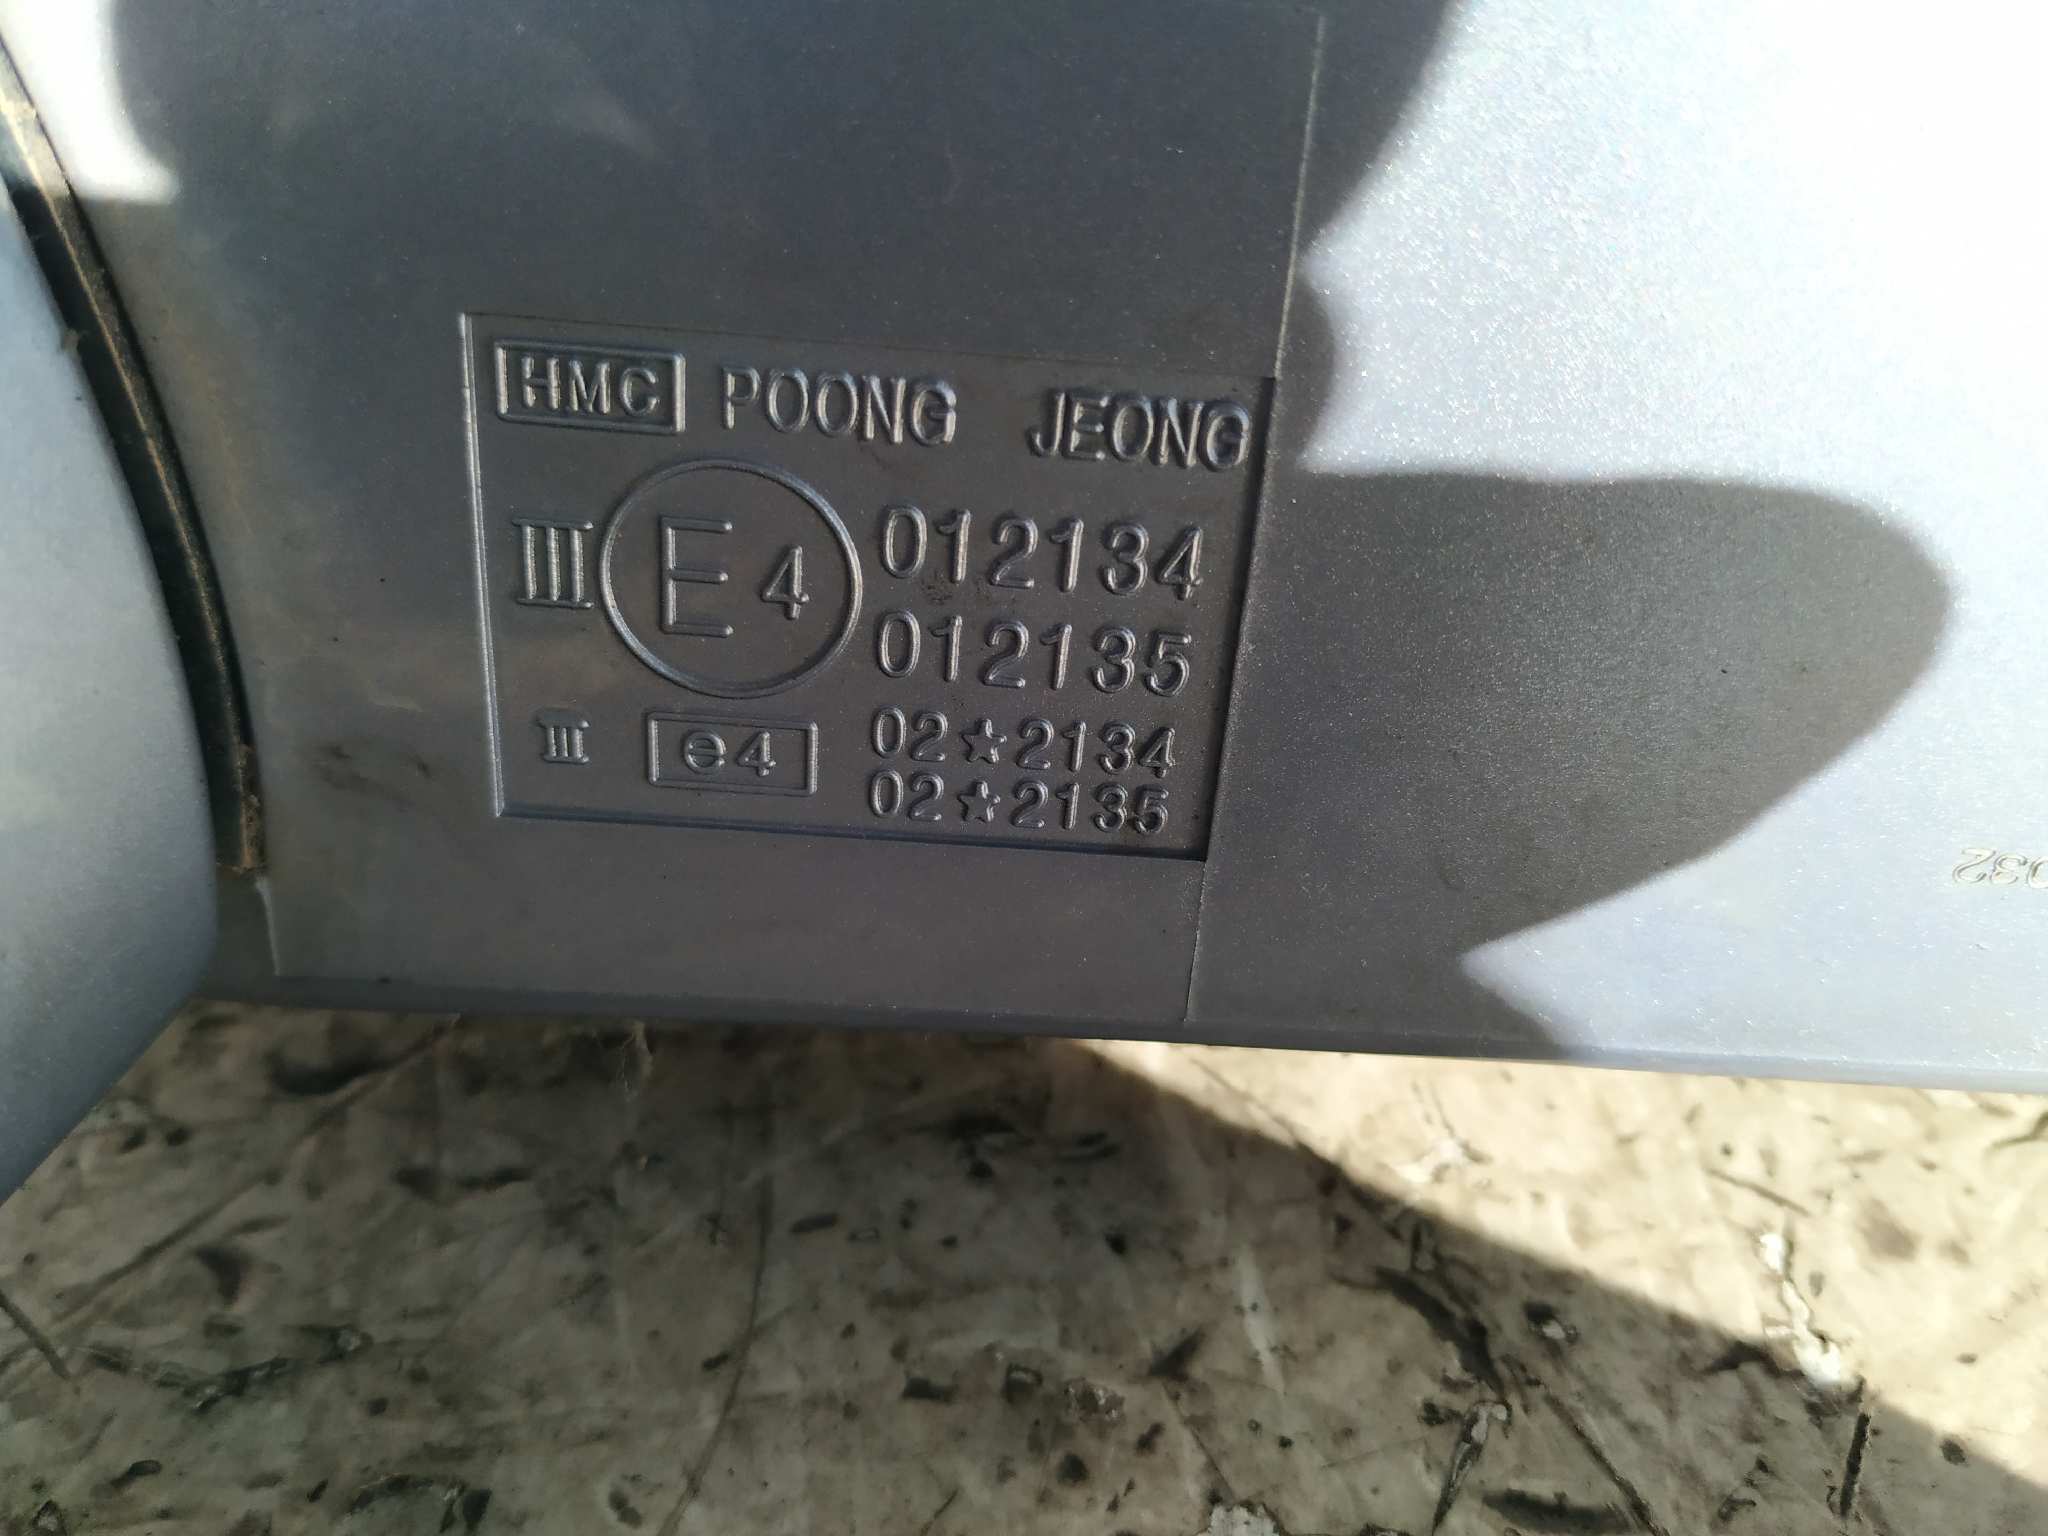 HMC POONG JEONG
III E4 012134
012135
III e4 02☆2134
02☆2135